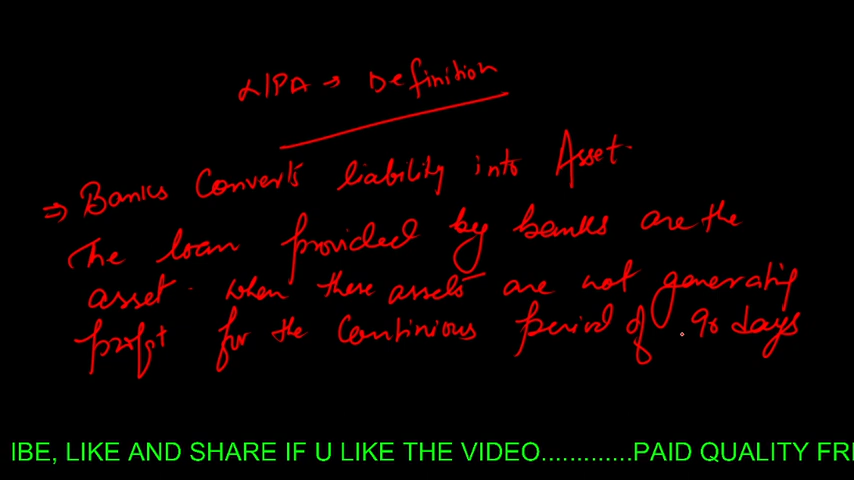 NPA → Definition
⇒ Banks Converts liability into Asset.
The loan provided by banks are the
asset. when these assets are not generating
profit for the Continious period of 90 days
IBE, LIKE AND SHARE IF U LIKE THE VIDEO.............PAID QUALITY FRE